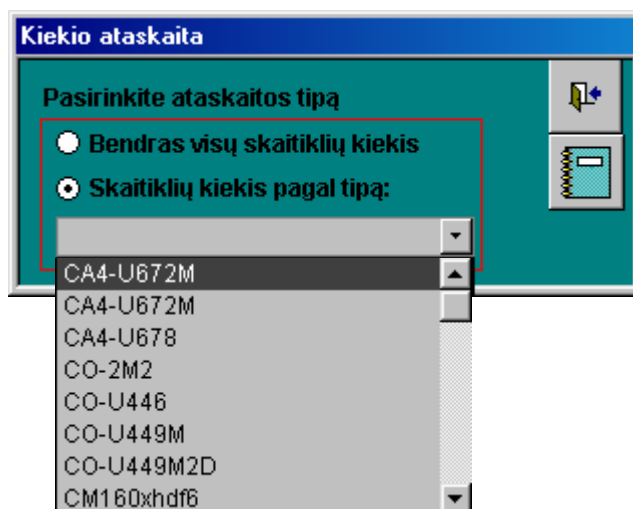 Kiekio ataskaita
Pasirinkite ataskaitos tipą
Bendras visų skaitiklių kiekis
Skaitiklių kiekis pagal tipą:
CA4-U672M
CA4-U672M
CA4-U678
CO-2M2
CO-U446
CO-U449M
CO-U449M2D
CM160xhdf6